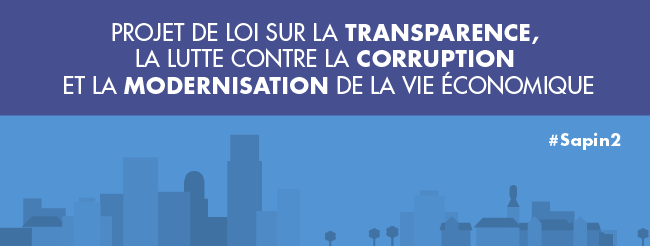 PROJET DE LOI SUR LA TRANSPARENCE,
LA LUTTE CONTRE LA CORRUPTION
ET LA MODERNISATION DE LA VIE ÉCONOMIQUE
#Sapin2